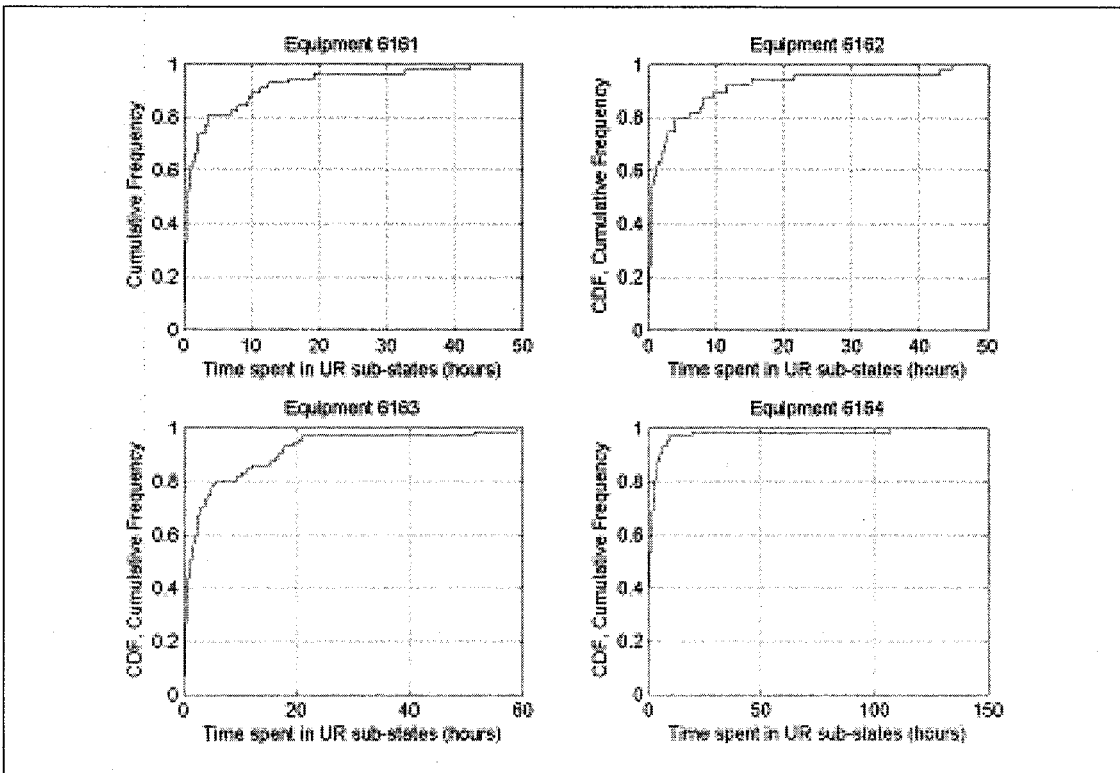 Equipment 6161
Cumulative Frequency
1
0.8
0.6
0.4
0.2
0
0 10 20 30 40 50
Time spent in UR sub-states (hours)
Equipment 6162
CDF, Cumulative Frequency
1
0.8
0.6
0.4
0.2
0
0 10 20 30 40 50
Time spent in UR sub-states (hours)
Equipment 6163
CDF, Cumulative Frequency
1
0.8
0.6
0.4
0.2
0
0 20 40 60
Time spent in UR sub-states (hours)
Equipment 6164
CDF, Cumulative Frequency
1
0.8
0.6
0.4
0.2
0
0 50 100 150
Time spent in UR sub-states (hours)